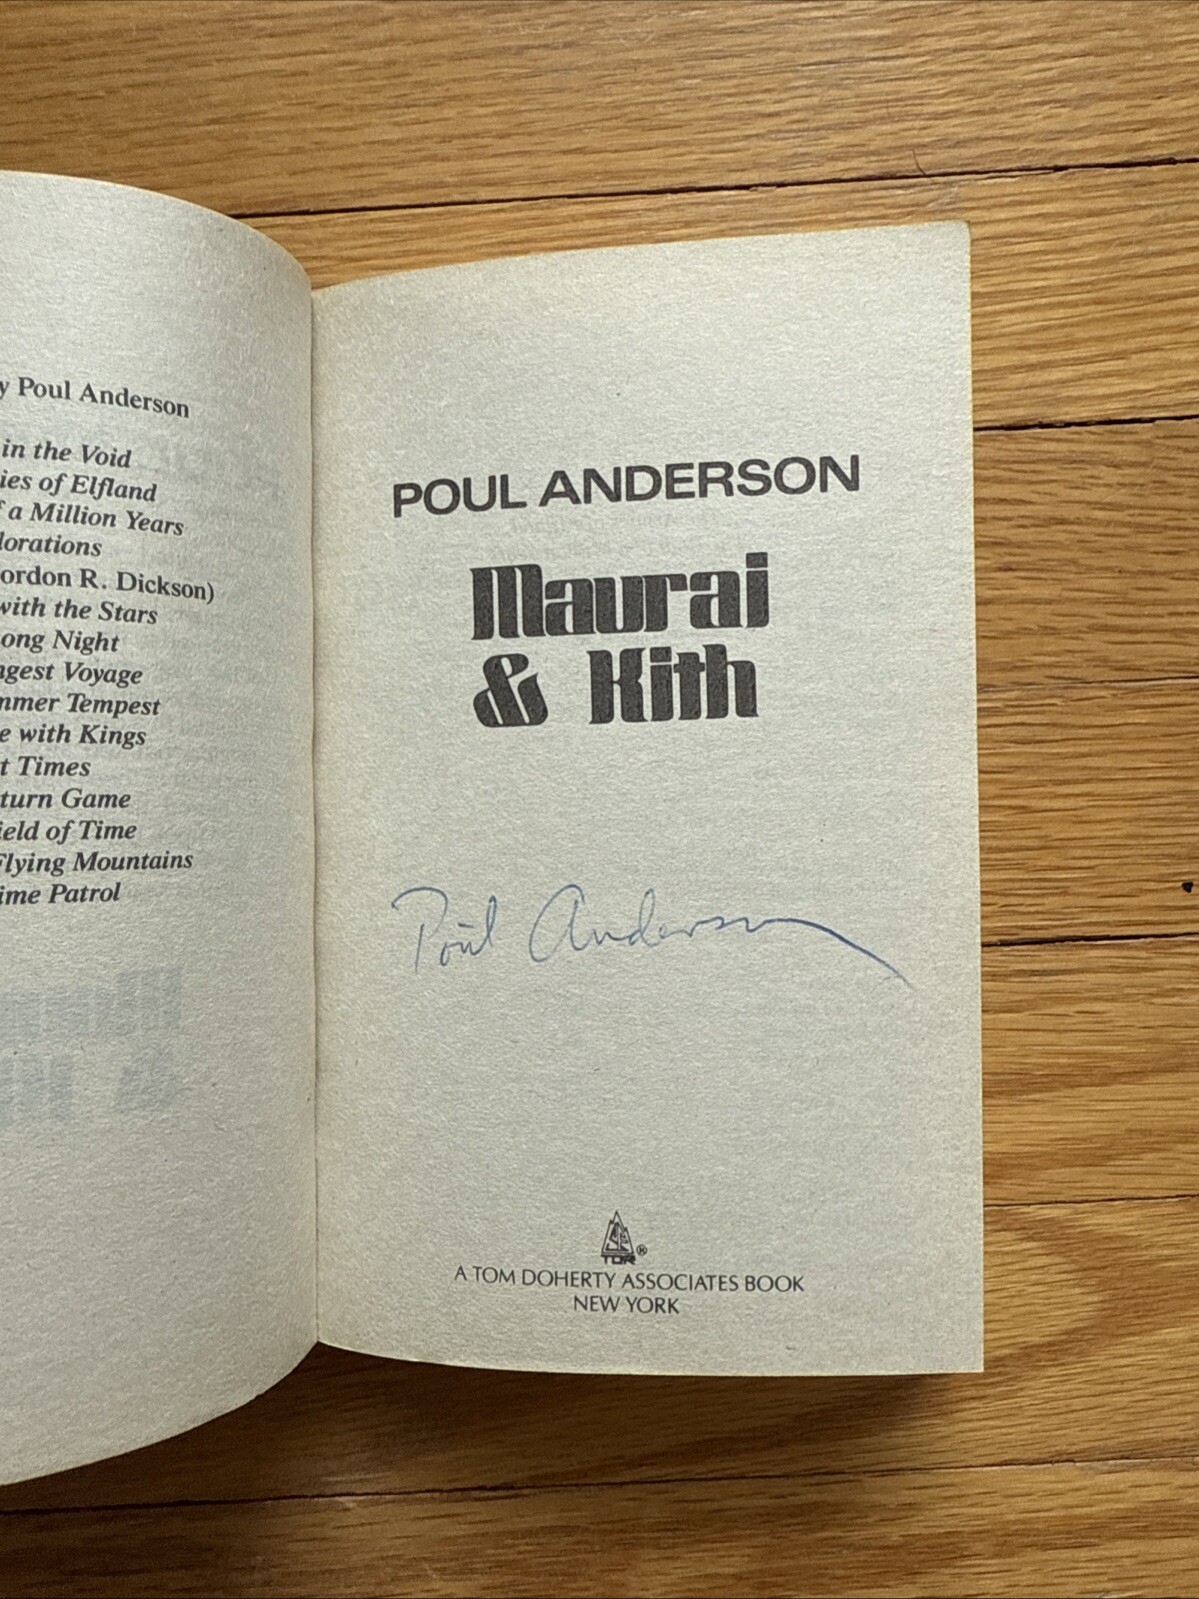 y Poul Anderson
in the Void
ies of Elfland
f a Million Years
lorations
ordon R. Dickson)
with the Stars
ong Night
ngest Voyage
mmer Tempest
e with Kings
t Times
turn Game
ield of Time
Flying Mountains
ime Patrol
POUL ANDERSON
Maurai
& Kith
Poul Anderson
TOR®
A TOM DOHERTY ASSOCIATES BOOK
NEW YORK